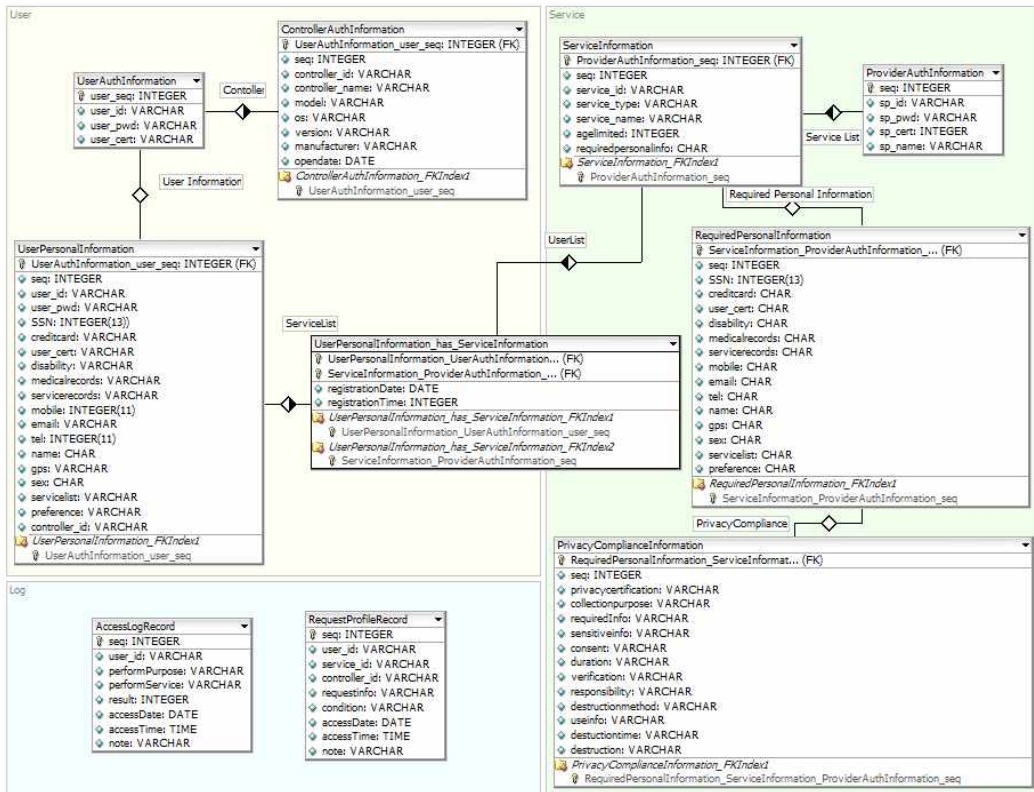 User
ControllerAuthInformation
UserAuthInformation_user_seq: INTEGER (FK)
seq: INTEGER
controller_id: VARCHAR
controller_name: VARCHAR
model: VARCHAR
os: VARCHAR
version: VARCHAR
manufacturer: VARCHAR
opendate: DATE
ControllerAuthInformation_FKIndex1
UserAuthInformation_user_seq
UserAuthInformation
user_seq: INTEGER
user_id: VARCHAR
user_pwd: VARCHAR
user_cert: VARCHAR
Contoller
User Information
UserPersonalInformation
UserAuthInformation_user_seq: INTEGER (FK)
seq: INTEGER
user_id: VARCHAR
user_pwd: VARCHAR
SSN: INTEGER(13))
creditcard: VARCHAR
user_cert: VARCHAR
disability: VARCHAR
medicalrecords: VARCHAR
servicerecords: VARCHAR
mobile: INTEGER(11)
email: VARCHAR
tel: INTEGER(11)
name: CHAR
gps: VARCHAR
sex: CHAR
servicelist: VARCHAR
preference: VARCHAR
controller_id: VARCHAR
UserPersonalInformation_FKIndex1
UserAuthInformation_user_seq
ServiceList
UserList
UserPersonalInformation_has_ServiceInformation
UserPersonalInformation_UserAuthInformation... (FK)
ServiceInformation_ProviderAuthInformation_... (FK)
registrationDate: DATE
registrationTime: INTEGER
UserPersonalInformation_has_ServiceInformation_FKIndex1
UserPersonalInformation_UserAuthInformation_user_seq
UserPersonalInformation_has_ServiceInformation_FKIndex2
ServiceInformation_ProviderAuthInformation_seq
Service
ServiceInformation
ProviderAuthInformation_seq: INTEGER (FK)
seq: INTEGER
service_id: VARCHAR
service_type: VARCHAR
service_name: VARCHAR
agelimited: INTEGER
requiredpersonalinfo: CHAR
ServiceInformation_FKIndex1
ProviderAuthInformation_seq
ProviderAuthInformation
seq: INTEGER
sp_id: VARCHAR
sp_pwd: VARCHAR
sp_cert: INTEGER
sp_name: VARCHAR
Service List
Required Personal Information
RequiredPersonalInformation
ServiceInformation_ProviderAuthInformation_... (FK)
seq: INTEGER
SSN: INTEGER(13)
creditcard: CHAR
user_cert: CHAR
disability: CHAR
medicalrecords: CHAR
servicerecords: CHAR
mobile: CHAR
email: CHAR
tel: CHAR
name: CHAR
gps: CHAR
sex: CHAR
servicelist: CHAR
preference: CHAR
RequiredPersonalInformation_FKIndex1
ServiceInformation_ProviderAuthInformation_seq
PrivacyCompliance
PrivacyComplianceInformation
RequiredPersonalInformation_ServiceInformat... (FK)
seq: INTEGER
privacycertification: VARCHAR
collectionpurpose: VARCHAR
requiredInfo: VARCHAR
sensitiveinfo: VARCHAR
consent: VARCHAR
duration: VARCHAR
verification: VARCHAR
responsibility: VARCHAR
destructionmethod: VARCHAR
useinfo: VARCHAR
destuctiontime: VARCHAR
destruction: VARCHAR
PrivacyComplianceInformation_FKIndex1
RequiredPersonalInformation_ServiceInformation_ProviderAuthInformation_seq
Log
AccessLogRecord
seq: INTEGER
user_id: VARCHAR
performPurpose: VARCHAR
performService: VARCHAR
result: INTEGER
accessDate: DATE
accessTime: TIME
note: VARCHAR
RequestProfileRecord
seq: INTEGER
user_id: VARCHAR
service_id: VARCHAR
controller_id: VARCHAR
requestinfo: VARCHAR
condition: VARCHAR
accessDate: DATE
accessTime: TIME
note: VARCHAR